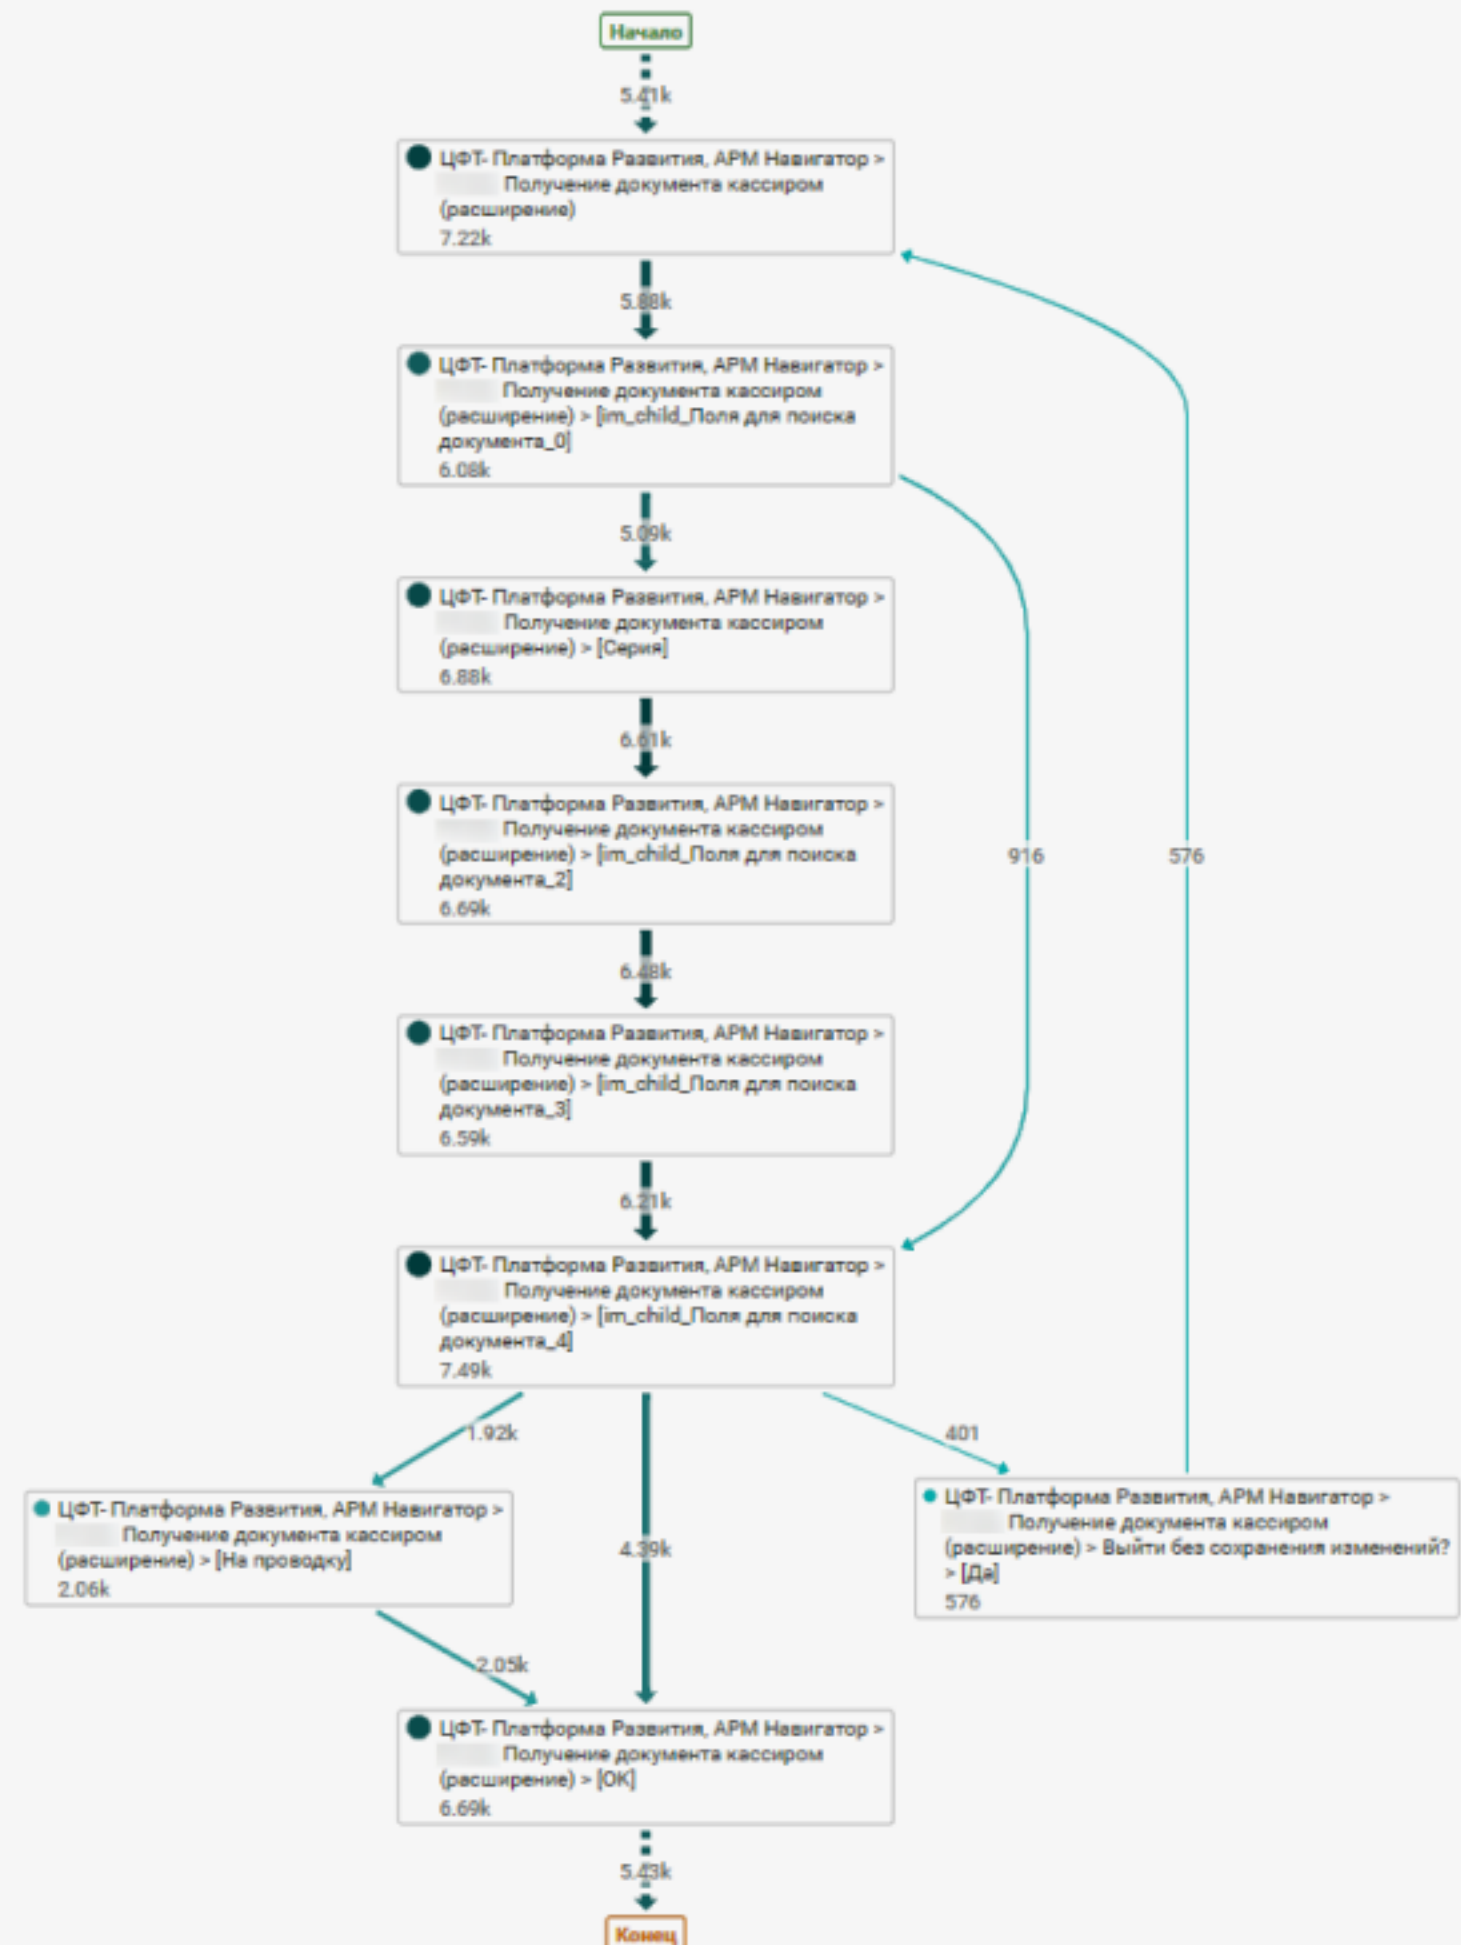 Начало
5.41k
ЦФТ- Платформа Развития, АРМ Навигатор >
Получение документа кассиром
(расширение)
7.22k
5.88k
ЦФТ- Платформа Развития, АРМ Навигатор >
Получение документа кассиром
(расширение) > [im_child_Поля для поиска
документа_0]
6.08k
5.09k
ЦФТ- Платформа Развития, АРМ Навигатор >
Получение документа кассиром
(расширение) > [Серия]
6.88k
6.61k
ЦФТ- Платформа Развития, АРМ Навигатор >
Получение документа кассиром
(расширение) > [im_child_Поля для поиска
документа_2]
6.69k
916
576
6.48k
ЦФТ- Платформа Развития, АРМ Навигатор >
Получение документа кассиром
(расширение) > [im_child_Поля для поиска
документа_3]
6.59k
6.21k
ЦФТ- Платформа Развития, АРМ Навигатор >
Получение документа кассиром
(расширение) > [im_child_Поля для поиска
документа_4]
7.49k
1.92k
401
ЦФТ- Платформа Развития, АРМ Навигатор >
Получение документа кассиром
(расширение) > [На проводку]
2.06k
4.39k
ЦФТ- Платформа Развития, АРМ Навигатор >
Получение документа кассиром
(расширение) > Выйти без сохранения изменений?
> [Да]
576
2.05k
ЦФТ- Платформа Развития, АРМ Навигатор >
Получение документа кассиром
(расширение) > [OK]
6.69k
5.43k
Конец